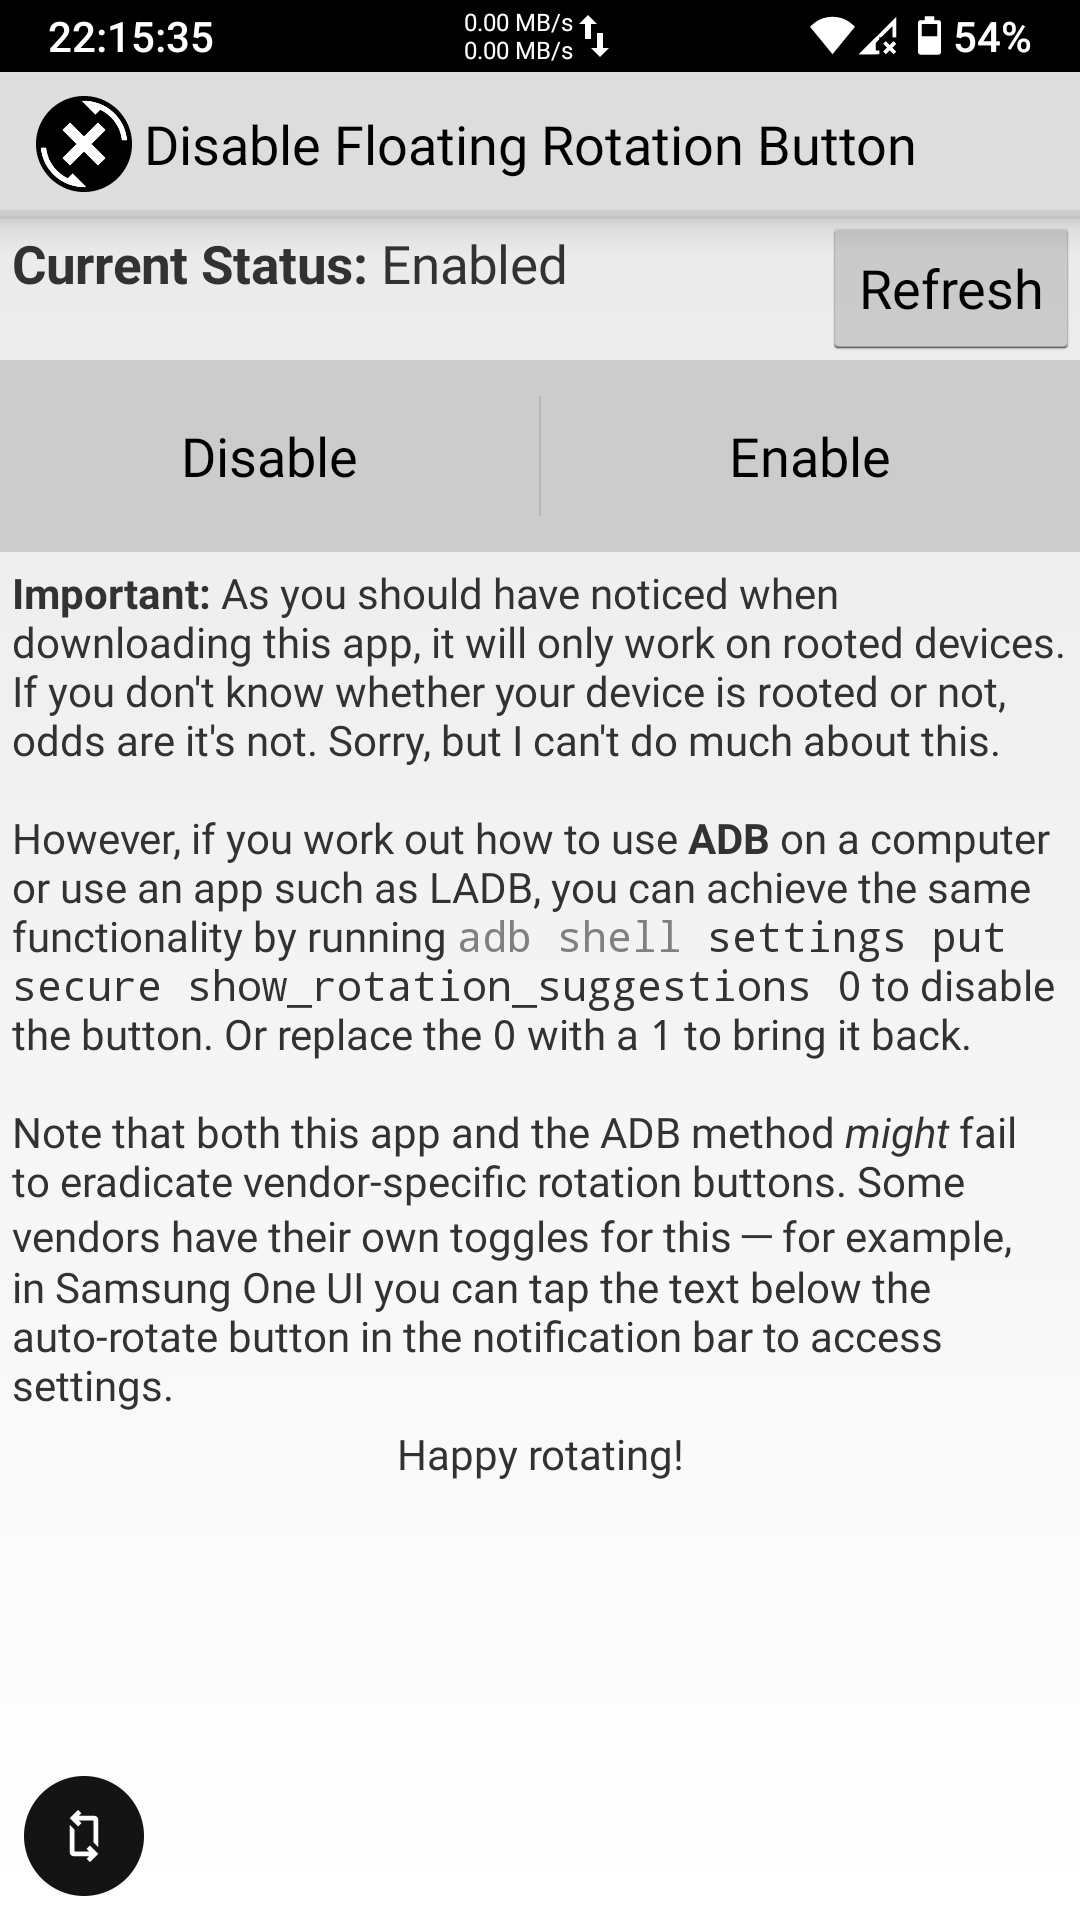 22:15:35
0.00 MB/s
0.00 MB/s
54%
Disable Floating Rotation Button
Current Status: Enabled
Refresh
Disable
Enable
Important: As you should have noticed when
downloading this app, it will only work on rooted devices.
If you don't know whether your device is rooted or not,
odds are it's not. Sorry, but I can't do much about this.
However, if you work out how to use ADB on a computer
or use an app such as LADB, you can achieve the same
functionality by running adb shell settings put
secure show_rotation_suggestions 0 to disable
the button. Or replace the 0 with a 1 to bring it back.
Note that both this app and the ADB method might fail
to eradicate vendor-specific rotation buttons. Some
vendors have their own toggles for this — for example,
in Samsung One UI you can tap the text below the
auto-rotate button in the notification bar to access
settings.
Happy rotating!